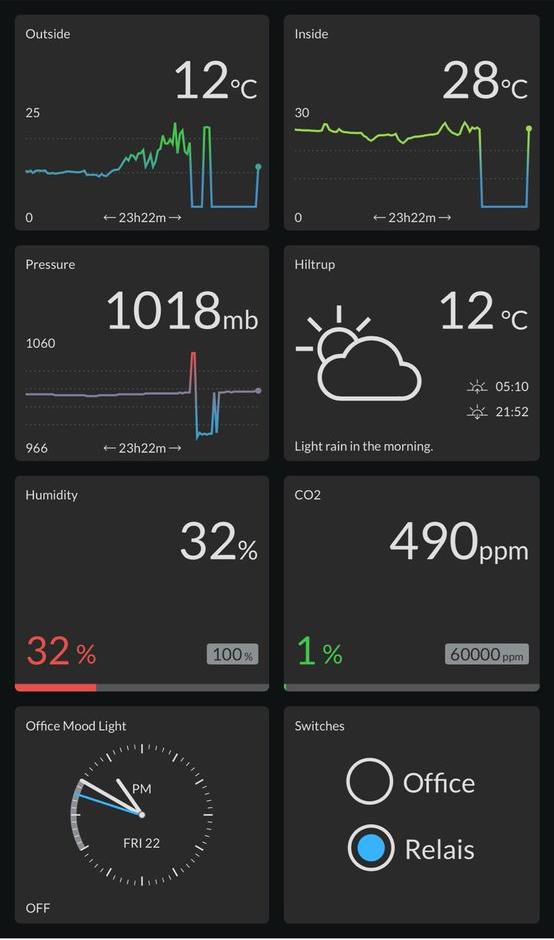 Outside
12°C
25
0
←23h22m→
Inside
28°C
30
0
←23h22m→
Pressure
1018mb
1060
966
←23h22m→
Hiltrup
12 °C
05:10
21:52
Light rain in the morning.
Humidity
32%
32 %
100 %
CO2
490ppm
1 %
60000 ppm
Office Mood Light
PM
FRI 22
OFF
Switches
Office
Relais